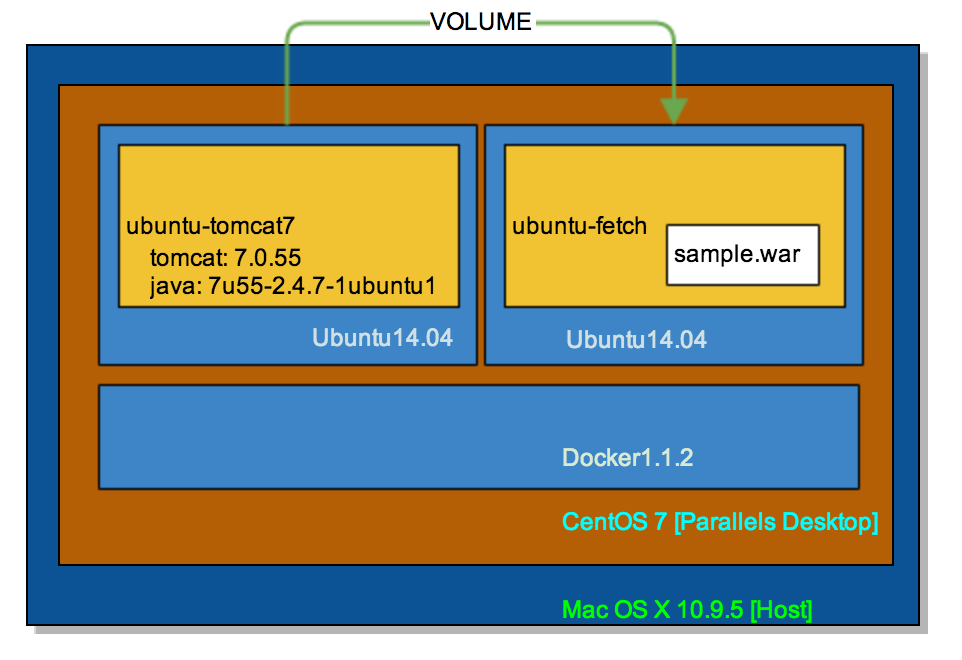 VOLUME
ubuntu-tomcat7
tomcat: 7.0.55
java: 7u55-2.4.7-1ubuntu1
Ubuntu14.04
ubuntu-fetch
sample.war
Ubuntu14.04
Docker1.1.2
CentOS 7 [Parallels Desktop]
Mac OS X 10.9.5 [Host]